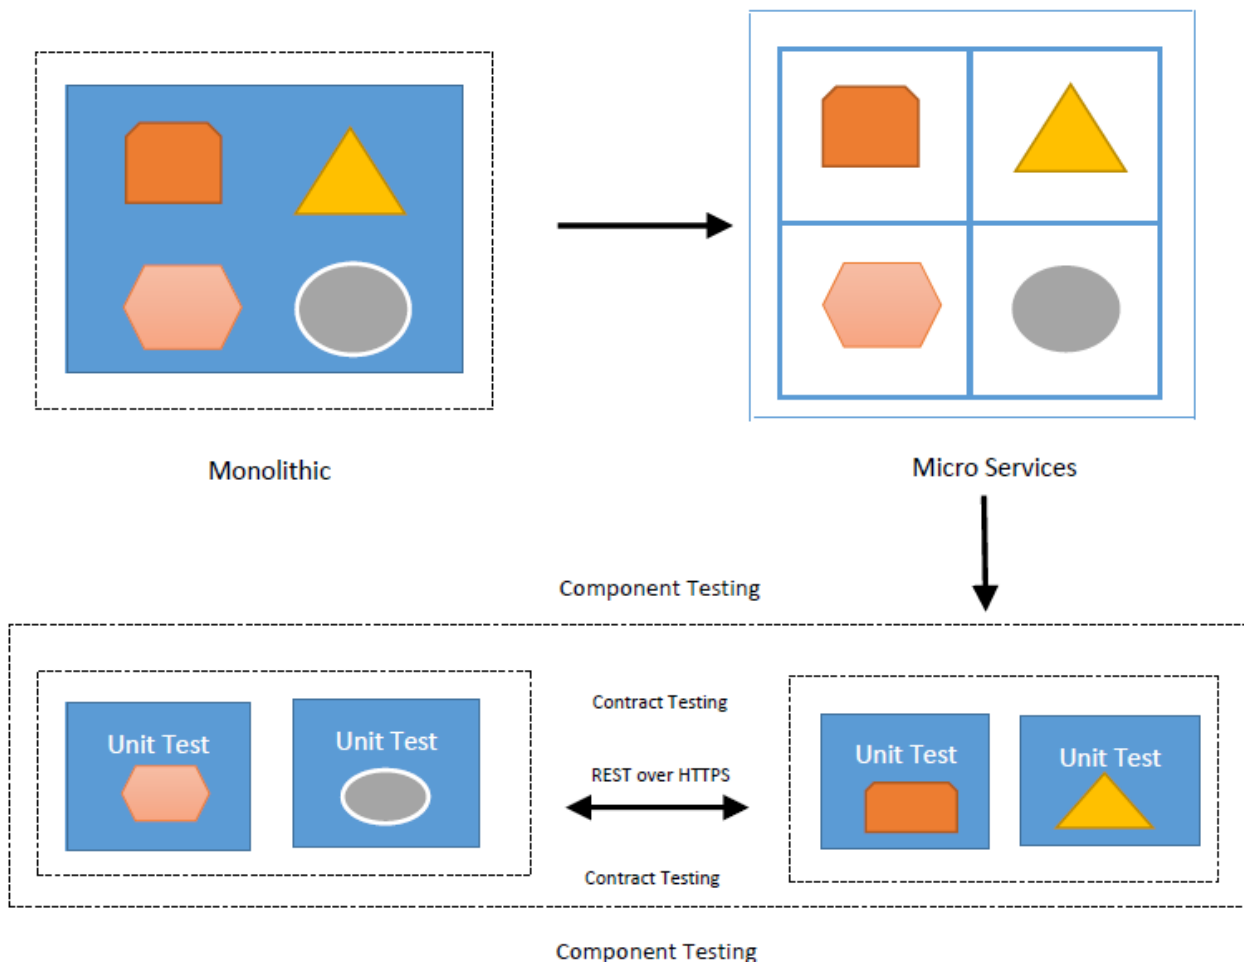 Monolithic
Micro Services
Component Testing
Contract Testing
Unit Test
Unit Test
Unit Test
Unit Test
REST over HTTPS
Contract Testing
Component Testing